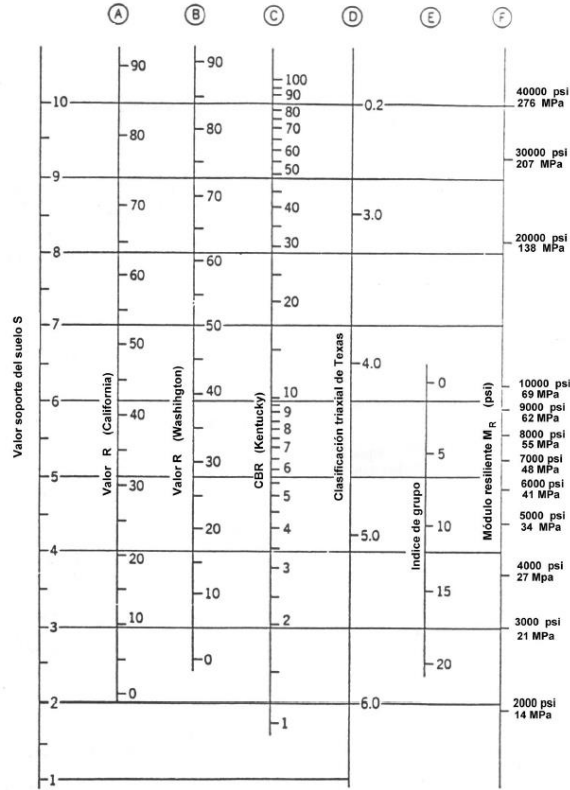 A B C D E F
Valor soporte del suelo S
10
9
8
7
6
5
4
3
2
1
Valor R (California)
90
80
70
60
50
40
30
20
10
0
Valor R (Washington)
90
80
70
60
50
40
30
20
10
0
CBR (Kentucky)
100
90
80
70
60
50
40
30
20
10
9
8
7
6
5
4
3
2
1
Clasificación triaxial de Texas
0.2
3.0
4.0
5.0
6.0
Indice de grupo
0
5
10
15
20
Módulo resiliente MR (psi)
40000 psi
276 MPa
30000 psi
207 MPa
20000 psi
138 MPa
10000 psi
69 MPa
9000 psi
62 MPa
8000 psi
55 MPa
7000 psi
48 MPa
6000 psi
41 MPa
5000 psi
34 MPa
4000 psi
27 Mpa
3000 psi
21 MPa
2000 psi
14 MPa